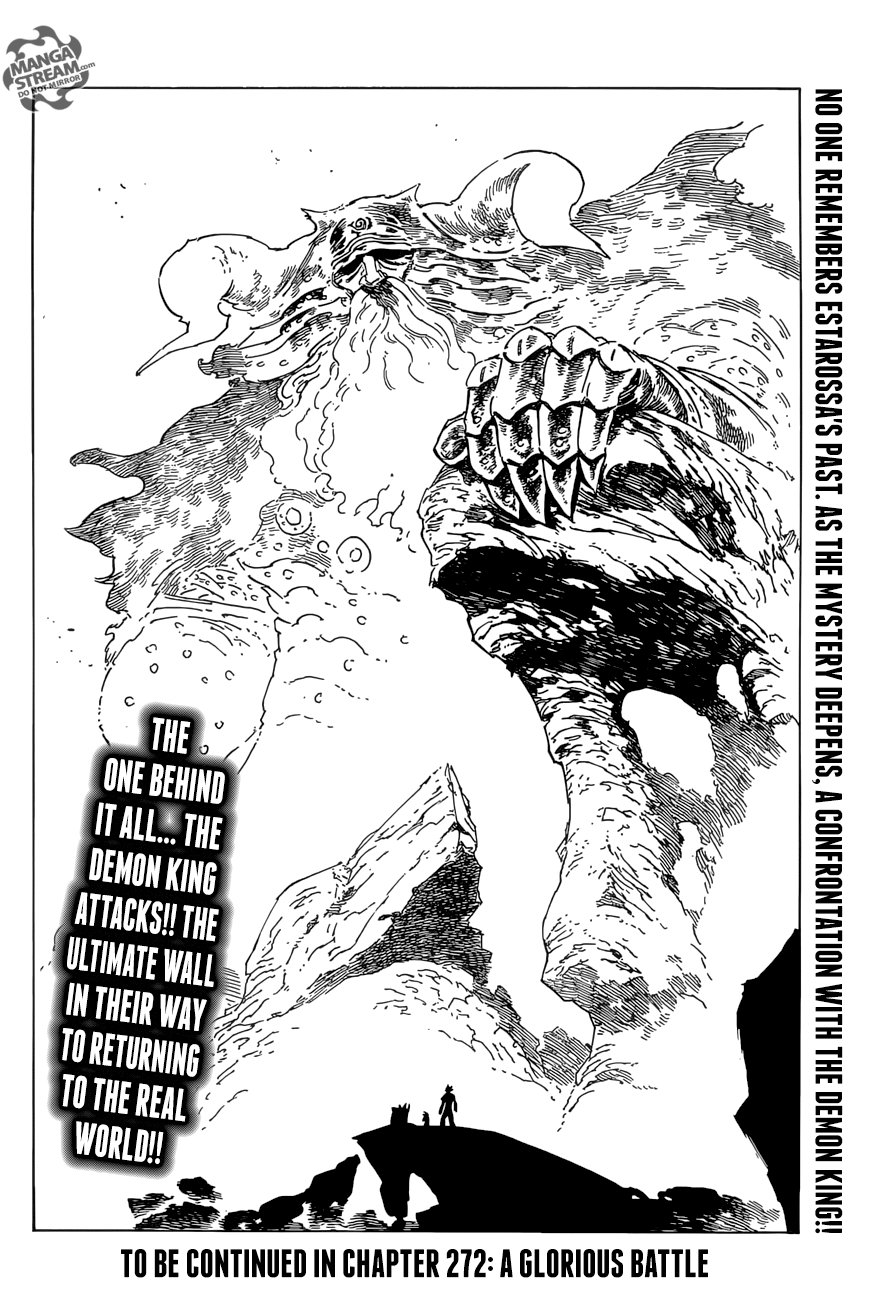 MANGA
STREAM.com
DO NOT MIRROR
NO ONE REMEMBERS ESTAROSSA'S PAST. AS THE MYSTERY DEEPENS, A CONFRONTATION WITH THE DEMON KING!!
THE
ONE BEHIND
IT ALL... THE
DEMON KING
ATTACKS!! THE
ULTIMATE WALL
IN THEIR WAY
TO RETURNING
TO THE REAL
WORLD!!
TO BE CONTINUED IN CHAPTER 272: A GLORIOUS BATTLE